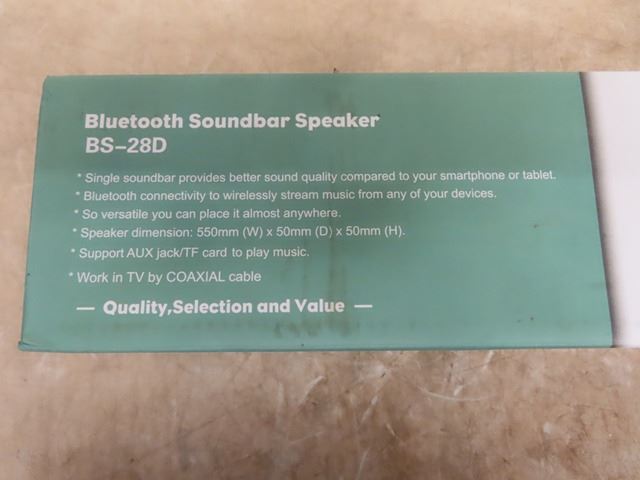 Bluetooth Soundbar Speaker
BS-28D
* Single soundbar provides better sound quality compared to your smartphone or tablet.
* Bluetooth connectivity to wirelessly stream music from any of your devices.
* So versatile you can place it almost anywhere.
* Speaker dimension: 550mm (W) x 50mm (D) x 50mm (H).
* Support AUX jack/TF card to play music.
* Work in TV by COAXIAL cable
— Quality,Selection and Value —